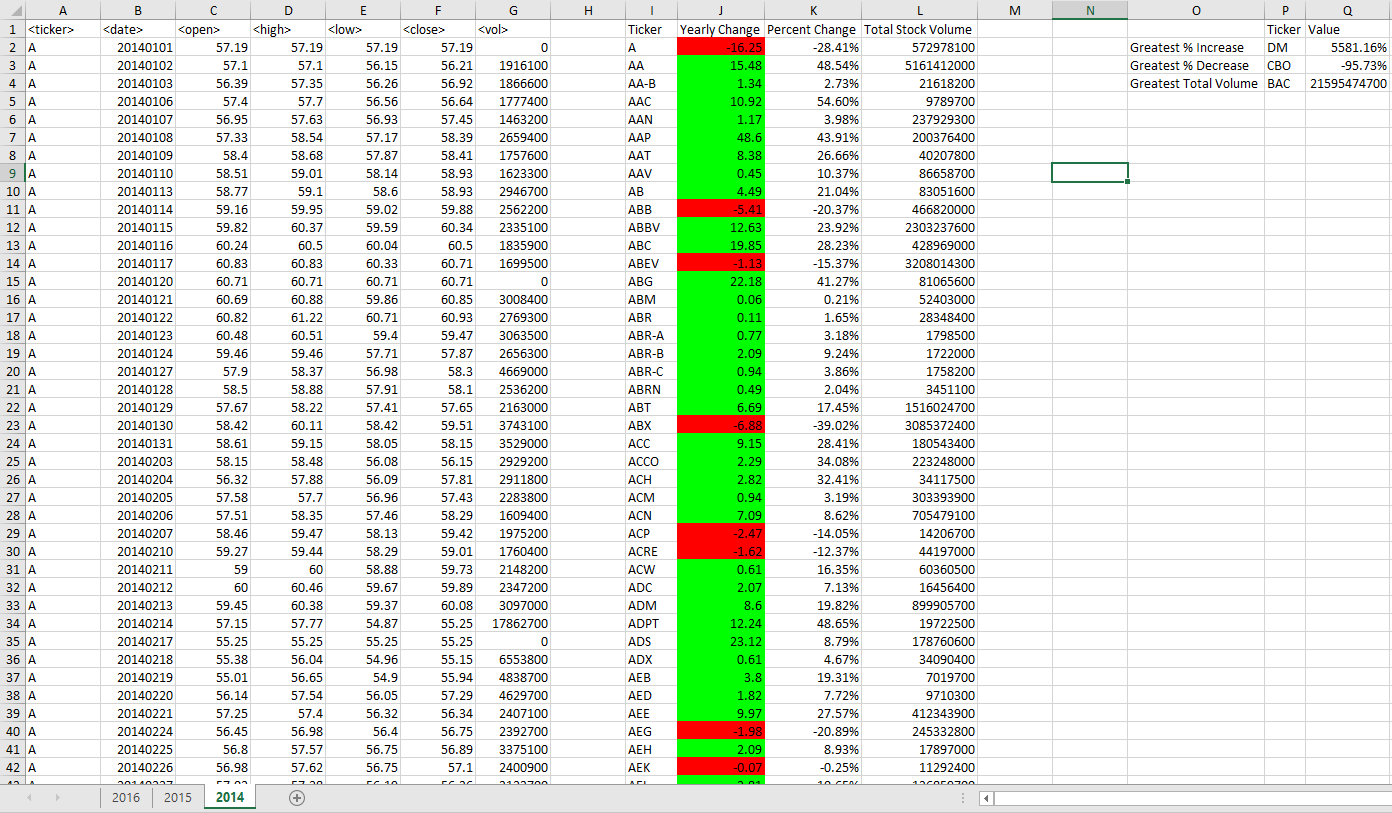 A B C D E F G H I J K L M N O P Q
1 <ticker> <date> <open> <high> <low> <close> <vol> Ticker Yearly Change Percent Change Total Stock Volume Ticker Value
2 A 20140101 57.19 57.19 57.19 57.19 0 A -16.25 -28.41% 572978100 Greatest % Increase DM 5581.16%
3 A 20140102 57.1 57.1 56.15 56.21 1916100 AA 15.48 48.54% 5161412000 Greatest % Decrease CBO -95.73%
4 A 20140103 56.39 57.35 56.26 56.92 1866600 AA-B 1.34 2.73% 21618200 Greatest Total Volume BAC 21595474700
5 A 20140106 57.4 57.7 56.56 56.64 1777400 AAC 10.92 54.60% 9789700
6 A 20140107 56.95 57.63 56.93 57.45 1463200 AAN 1.17 3.98% 237929300
7 A 20140108 57.33 58.54 57.17 58.39 2659400 AAP 48.6 43.91% 200376400
8 A 20140109 58.4 58.68 57.87 58.41 1757600 AAT 8.38 26.66% 40207800
9 A 20140110 58.51 59.01 58.14 58.93 1623300 AAV 0.45 10.37% 86658700
10 A 20140113 58.77 59.1 58.6 58.93 2946700 AB 4.49 21.04% 83051600
11 A 20140114 59.16 59.95 59.02 59.88 2562200 ABB -5.41 -20.37% 466820000
12 A 20140115 59.82 60.37 59.59 60.34 2335100 ABBV 12.63 23.92% 2303237600
13 A 20140116 60.24 60.5 60.04 60.5 1835900 ABC 19.85 28.23% 428969000
14 A 20140117 60.83 60.83 60.33 60.71 1699500 ABEV -1.13 -15.37% 3208014300
15 A 20140120 60.71 60.71 60.71 60.71 0 ABG 22.18 41.27% 81065600
16 A 20140121 60.69 60.88 59.86 60.85 3008400 ABM 0.06 0.21% 52403000
17 A 20140122 60.82 61.22 60.71 60.93 2769300 ABR 0.11 1.65% 28348400
18 A 20140123 60.48 60.51 59.4 59.47 3063500 ABR-A 0.77 3.18% 1798500
19 A 20140124 59.46 59.46 57.71 57.87 2656300 ABR-B 2.09 9.24% 1722000
20 A 20140127 57.9 58.37 56.98 58.3 4669000 ABR-C 0.94 3.86% 1758200
21 A 20140128 58.5 58.88 57.91 58.1 2536200 ABRN 0.49 2.04% 3451100
22 A 20140129 57.67 58.22 57.41 57.65 2163000 ABT 6.69 17.45% 1516024700
23 A 20140130 58.42 60.11 58.42 59.51 3743100 ABX -6.88 -39.02% 3085372400
24 A 20140131 58.61 59.15 58.05 58.15 3529000 ACC 9.15 28.41% 180543400
25 A 20140203 58.15 58.48 56.08 56.15 2929200 ACCO 2.29 34.08% 223248000
26 A 20140204 56.32 57.88 56.09 57.81 2911800 ACH 2.82 32.41% 34117500
27 A 20140205 57.58 57.7 56.96 57.43 2283800 ACM 0.94 3.19% 303393900
28 A 20140206 57.51 58.35 57.46 58.29 1609400 ACN 7.09 8.62% 705479100
29 A 20140207 58.46 59.47 58.13 59.42 1975200 ACP -2.47 -14.05% 14206700
30 A 20140210 59.27 59.44 58.29 59.01 1760400 ACRE -1.62 -12.37% 44197000
31 A 20140211 59 60 58.88 59.73 2148200 ACW 0.61 16.35% 60360500
32 A 20140212 60 60.46 59.67 59.89 2347200 ADC 2.07 7.13% 16456400
33 A 20140213 59.45 60.38 59.37 60.08 3097000 ADM 8.6 19.82% 899905700
34 A 20140214 57.15 57.77 54.87 55.25 17862700 ADPT 12.24 48.65% 19722500
35 A 20140217 55.25 55.25 55.25 55.25 0 ADS 23.12 8.79% 178760600
36 A 20140218 55.38 56.04 54.96 55.15 6553800 ADX 0.61 4.67% 34090400
37 A 20140219 55.01 56.65 54.9 55.94 4838700 AEB 3.8 19.31% 7019700
38 A 20140220 56.14 57.54 56.05 57.29 4629700 AED 1.82 7.72% 9710300
39 A 20140221 57.25 57.4 56.32 56.34 2407100 AEE 9.97 27.57% 412343900
40 A 20140224 56.45 56.98 56.4 56.75 2392700 AEG -1.98 -20.89% 245332800
41 A 20140225 56.8 57.57 56.75 56.89 3375100 AEH 2.09 8.93% 17897000
42 A 20140226 56.98 57.62 56.75 57.1 2400900 AEK -0.07 -0.25% 11292400
2016 2015 2014